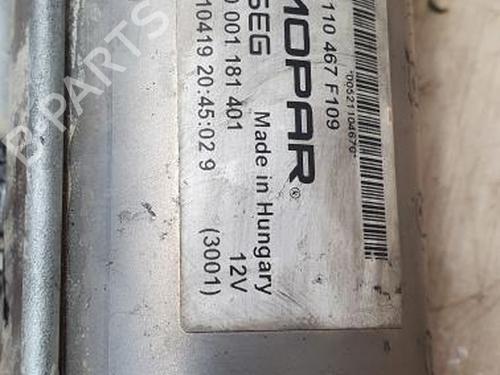 110 467 F109
*00521104676*
MOPAR®
SEG
0 001 181 401
10419 20:45:02 9
Made in Hungary
12V
(3001)
B-PARTS